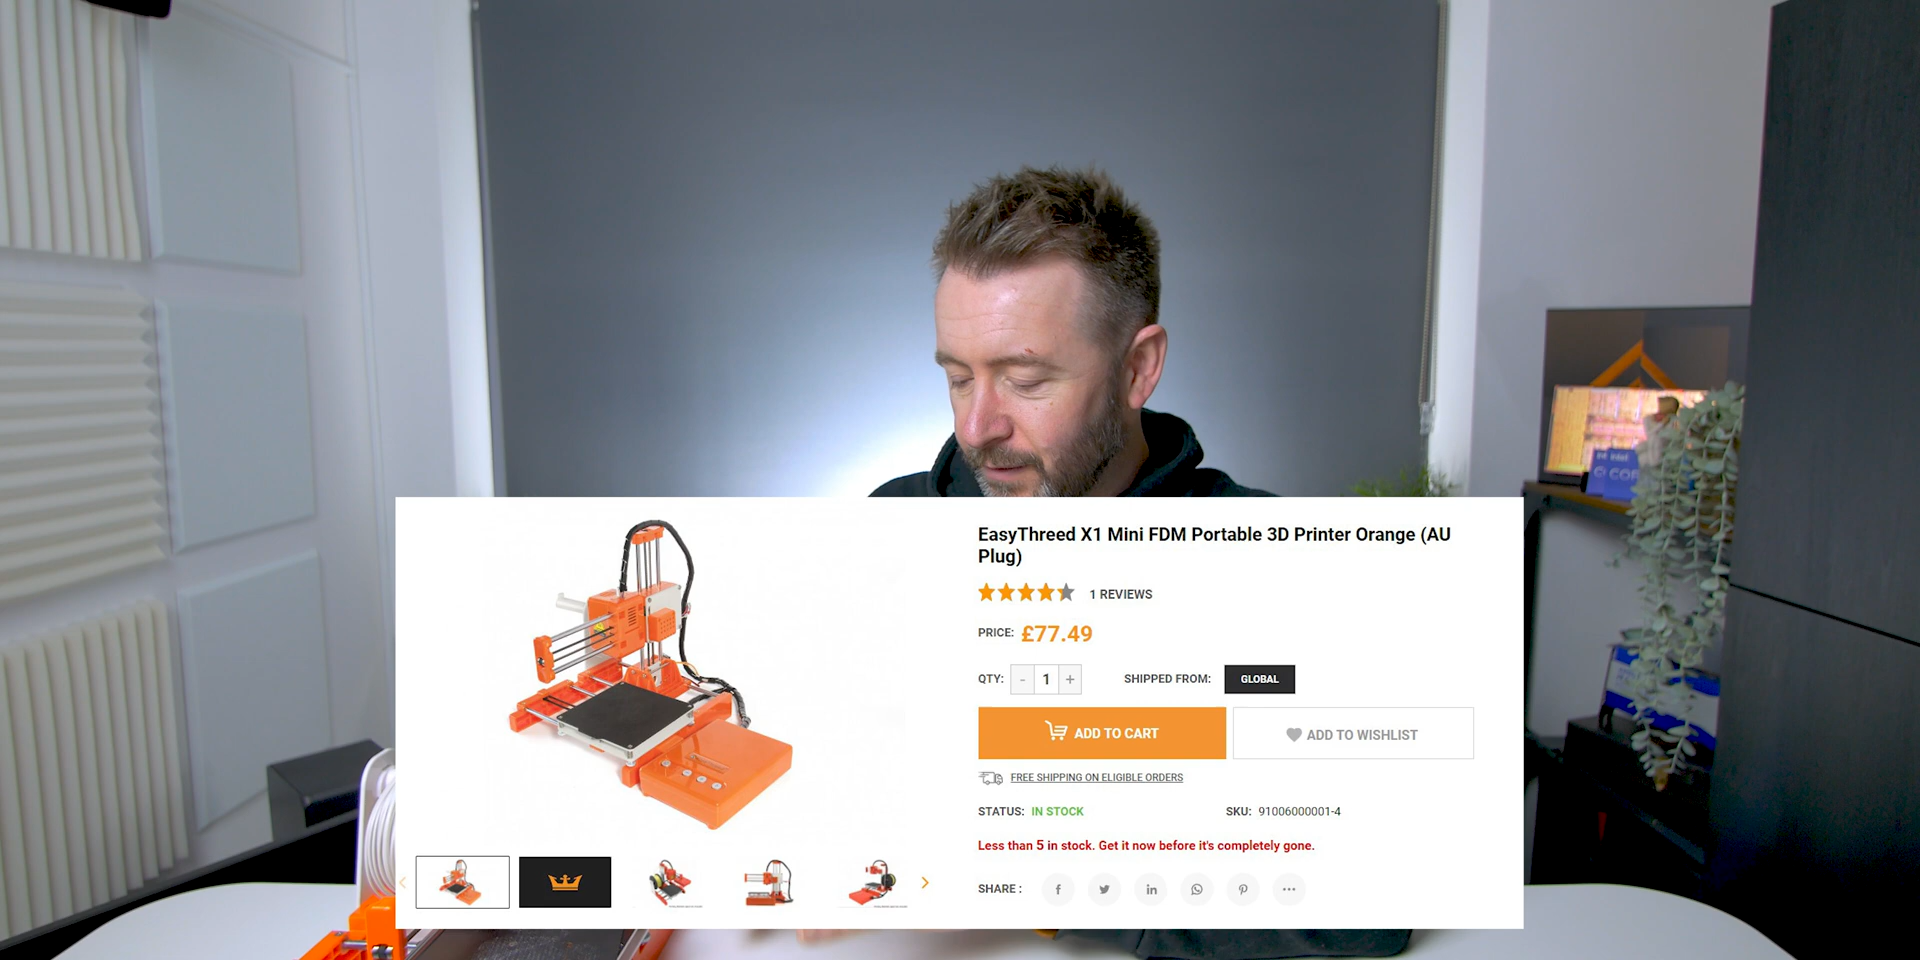 EasyThreed X1 Mini FDM Portable 3D Printer Orange (AU
Plug)
1 REVIEWS
PRICE: £77.49
QTY: - 1 + SHIPPED FROM: GLOBAL
ADD TO CART ADD TO WISHLIST
FREE SHIPPING ON ELIGIBLE ORDERS
STATUS: IN STOCK SKU: 91006000001-4
Less than 5 in stock. Get it now before it's completely gone.
SHARE :